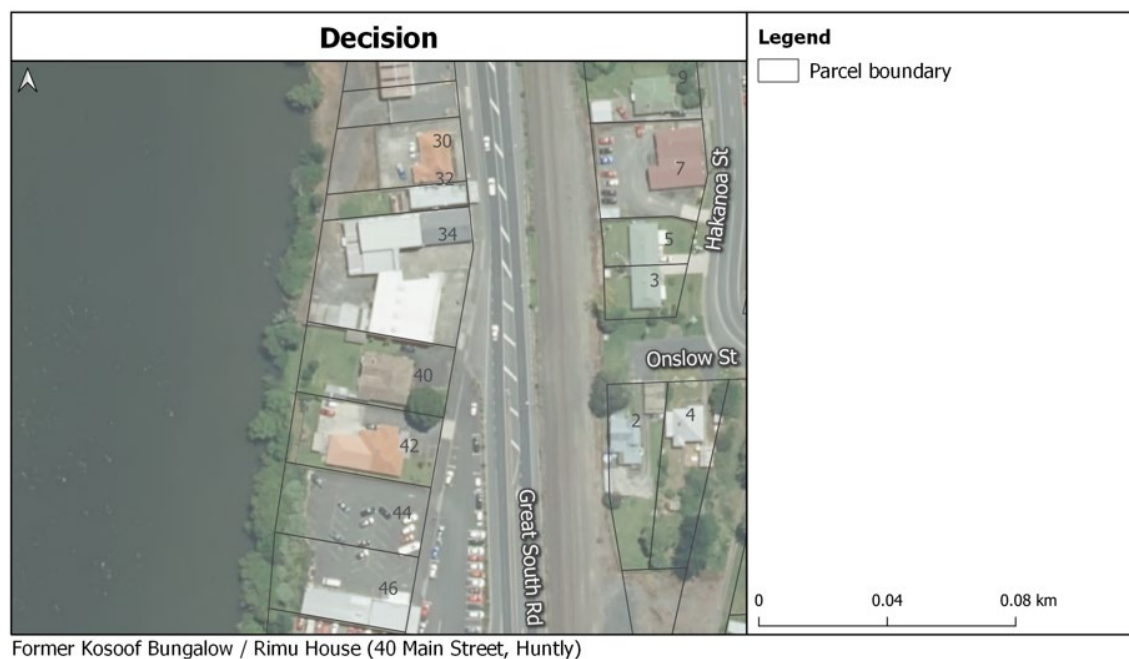 Decision
Legend
Parcel boundary
9
30
7
32
Hakanoa St
34
5
3
Onslow St
40
2
4
42
Great South Rd
44
46
0
0.04
0.08 km
Former Kosoof Bungalow / Rimu House (40 Main Street, Huntly)